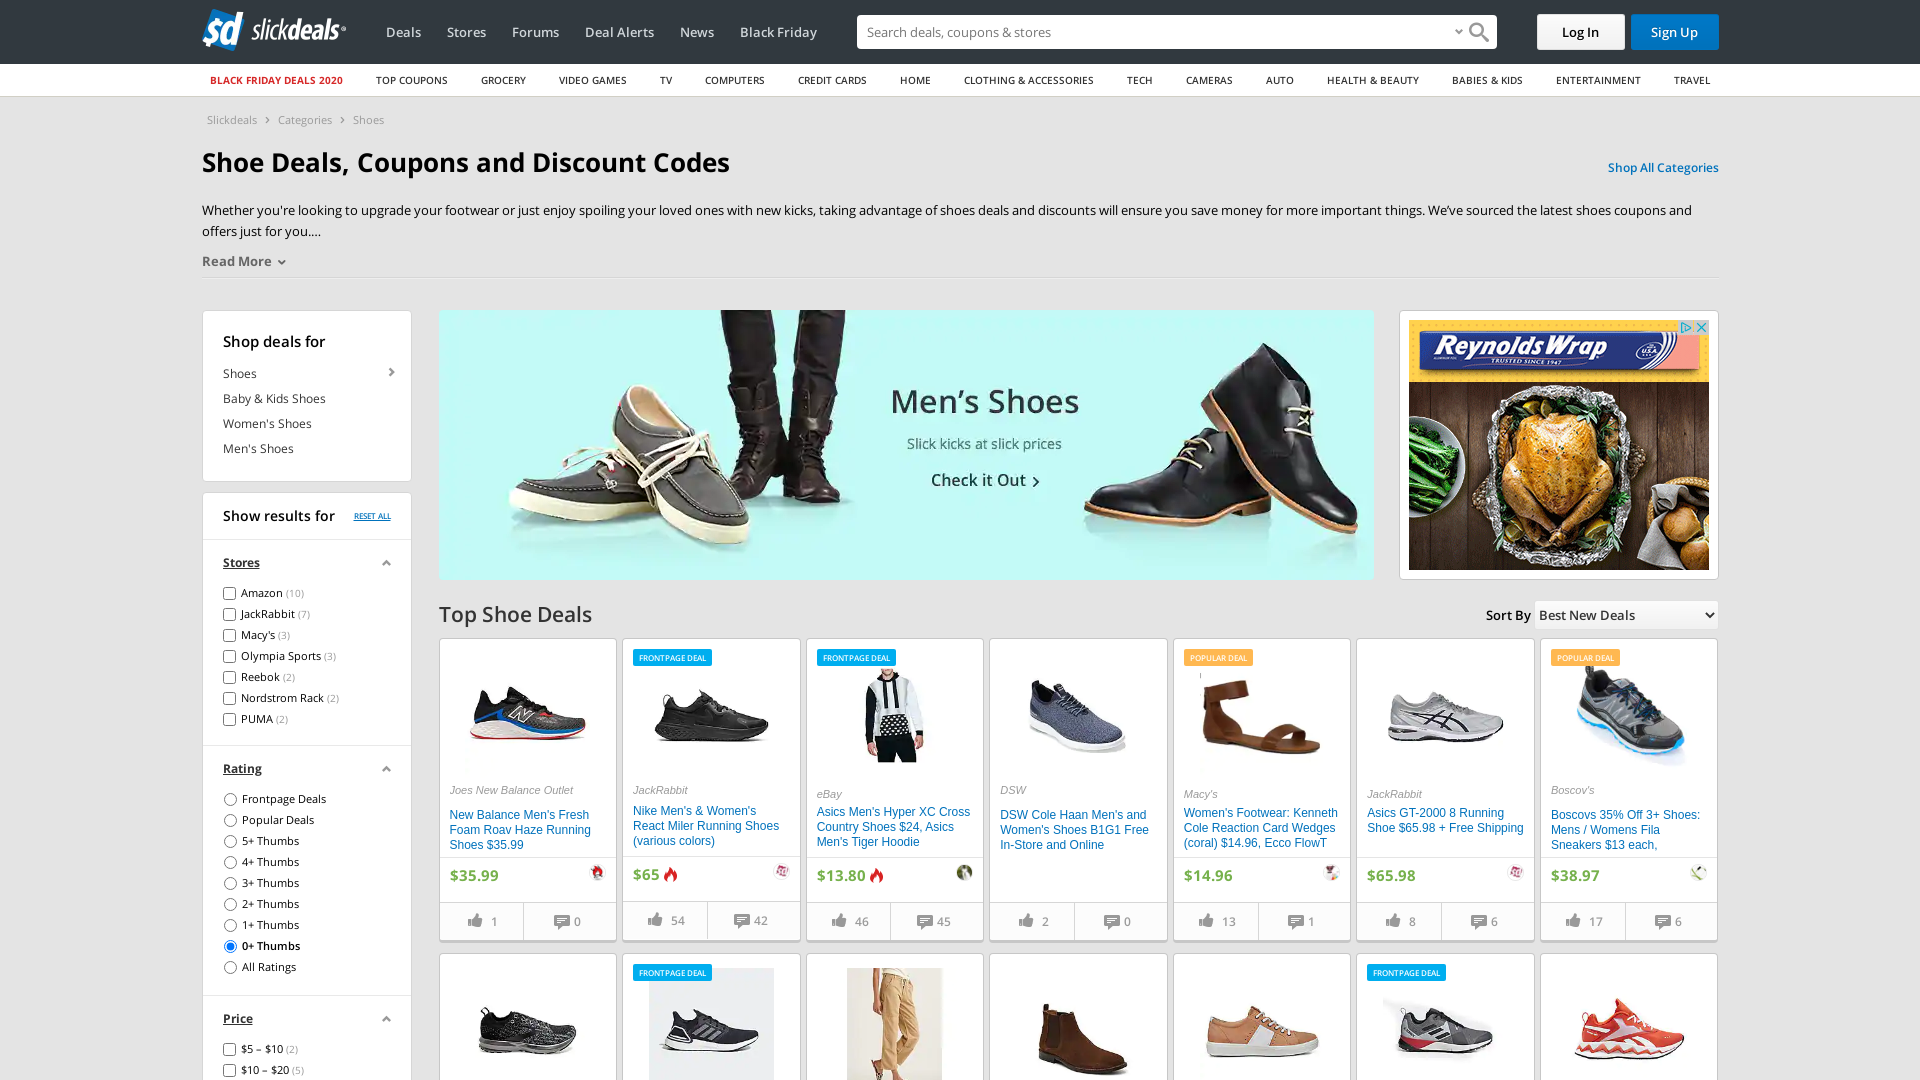 slickdeals
Deals
Stores
Forums
Deal Alerts
News
Black Friday
Search deals, coupons & stores
Log In
Sign Up
BLACK FRIDAY DEALS 2020
TOP COUPONS
GROCERY
VIDEO GAMES
TV
COMPUTERS
CREDIT CARDS
HOME
CLOTHING & ACCESSORIES
TECH
CAMERAS
AUTO
HEALTH & BEAUTY
BABIES & KIDS
ENTERTAINMENT
TRAVEL
Slickdeals > Categories > Shoes
Shoe Deals, Coupons and Discount Codes
Shop All Categories
Whether you're looking to upgrade your footwear or just enjoy spoiling your loved ones with new kicks, taking advantage of shoes deals and discounts will ensure you save money for more important things. We’ve sourced the latest shoes coupons and
offers just for you....
Read More
Shop deals for
Shoes
Baby & Kids Shoes
Women's Shoes
Men's Shoes
Show results for
RESET ALL
Stores
Amazon (10)
JackRabbit (7)
Macy's (3)
Olympia Sports (3)
Reebok (2)
Nordstrom Rack (2)
PUMA (2)
Rating
Frontpage Deals
Popular Deals
5+ Thumbs
4+ Thumbs
3+ Thumbs
2+ Thumbs
1+ Thumbs
0+ Thumbs
All Ratings
Price
$5 – $10 (2)
$10 – $20 (5)
Men’s Shoes
Slick kicks at slick prices
Check it Out >
Reynolds Wrap
TRUSTED SINCE 1947
U.S.A.
Top Shoe Deals
Sort By
Best New Deals
Joes New Balance Outlet
New Balance Men's Fresh
Foam Roav Haze Running
Shoes $35.99
$35.99
1
0
FRONTPAGE DEAL
JackRabbit
Nike Men's & Women's
React Miler Running Shoes
(various colors)
$65
54
42
FRONTPAGE DEAL
eBay
Asics Men's Hyper XC Cross
Country Shoes $24, Asics
Men's Tiger Hoodie
$13.80
46
45
DSW
DSW Cole Haan Men's and
Women's Shoes B1G1 Free
In-Store and Online
2
0
POPULAR DEAL
Macy's
Women's Footwear: Kenneth
Cole Reaction Card Wedges
(coral) $14.96, Ecco FlowT
$14.96
13
1
JackRabbit
Asics GT-2000 8 Running
Shoe $65.98 + Free Shipping
$65.98
8
6
POPULAR DEAL
Boscov's
Boscovs 35% Off 3+ Shoes:
Mens / Womens Fila
Sneakers $13 each,
$38.97
17
6
FRONTPAGE DEAL
FRONTPAGE DEAL